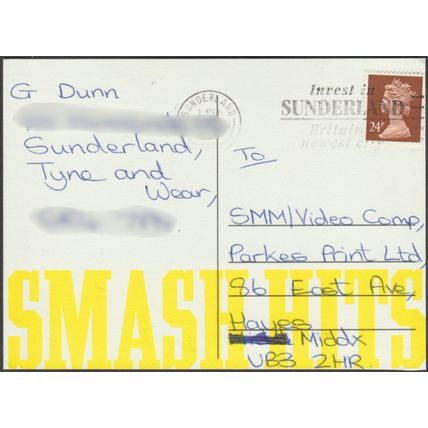 G Dunn
Sunderland,
Tyne and
Wear,
SUNDERLAND
Invest in
SUNDERLAND
Britain's
newest city
24P
To
SMM/Video Comp,
Parkes Print Ltd,
86 East Ave,
Hayes
Middx
UB3 2HR.
SMASH HITS